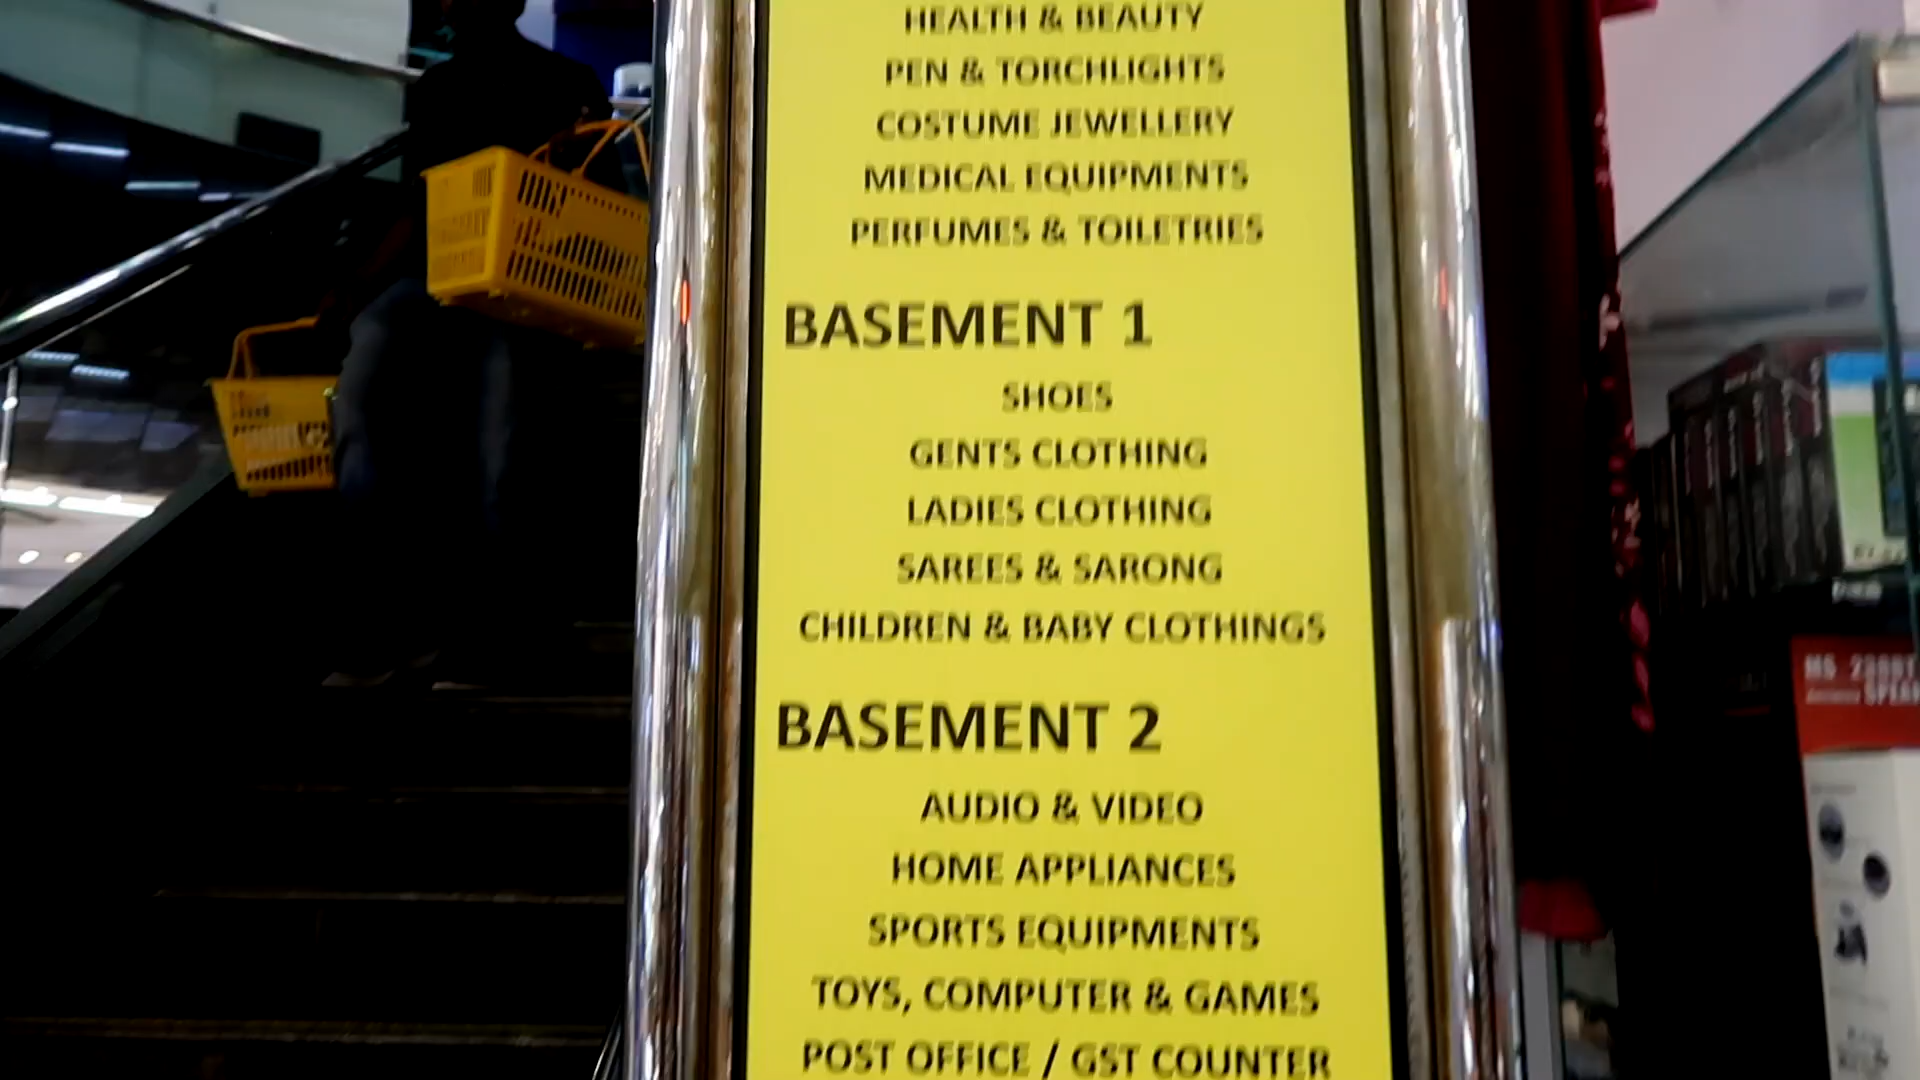 HEALTH & BEAUTY
PEN & TORCHLIGHTS
COSTUME JEWELLERY
MEDICAL EQUIPMENTS
PERFUMES & TOILETRIES
BASEMENT 1
SHOES
GENTS CLOTHING
LADIES CLOTHING
SAREES & SARONG
CHILDREN & BABY CLOTHINGS
BASEMENT 2
AUDIO & VIDEO
HOME APPLIANCES
SPORTS EQUIPMENTS
TOYS, COMPUTER & GAMES
POST OFFICE / GST COUNTER
MS